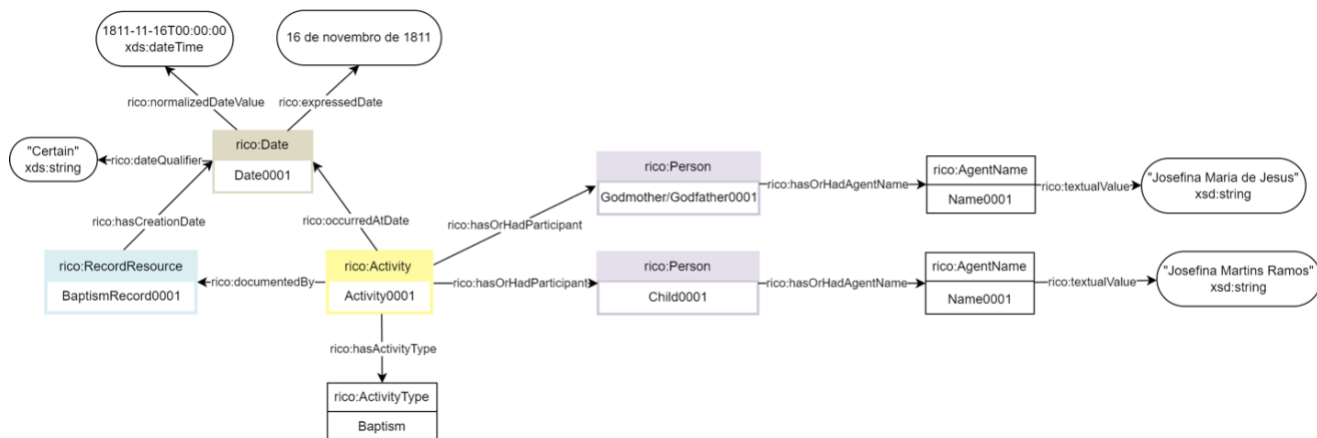 1811-11-16T00:00:00
xds:dateTime
16 de novembro de 1811
rico:normalizedDateValue
rico:expressedDate
rico:Date
Date0001
"Certain"
xds:string
rico:dateQualifier
rico:hasCreationDate
rico:occurredAtDate
rico:RecordResource
BaptismRecord0001
rico:documentedBy
rico:Activity
Activity0001
rico:hasActivityType
rico:ActivityType
Baptism
rico:hasOrHadParticipant
rico:Person
Godmother/Godfather0001
rico:hasOrHadAgentName
rico:AgentName
Name0001
rico:textualValue
"Josefina Maria de Jesus"
xsd:string
rico:hasOrHadParticipant
rico:Person
Child0001
rico:hasOrHadAgentName
rico:AgentName
Name0001
rico:textualValue
"Josefina Martins Ramos"
xsd:string